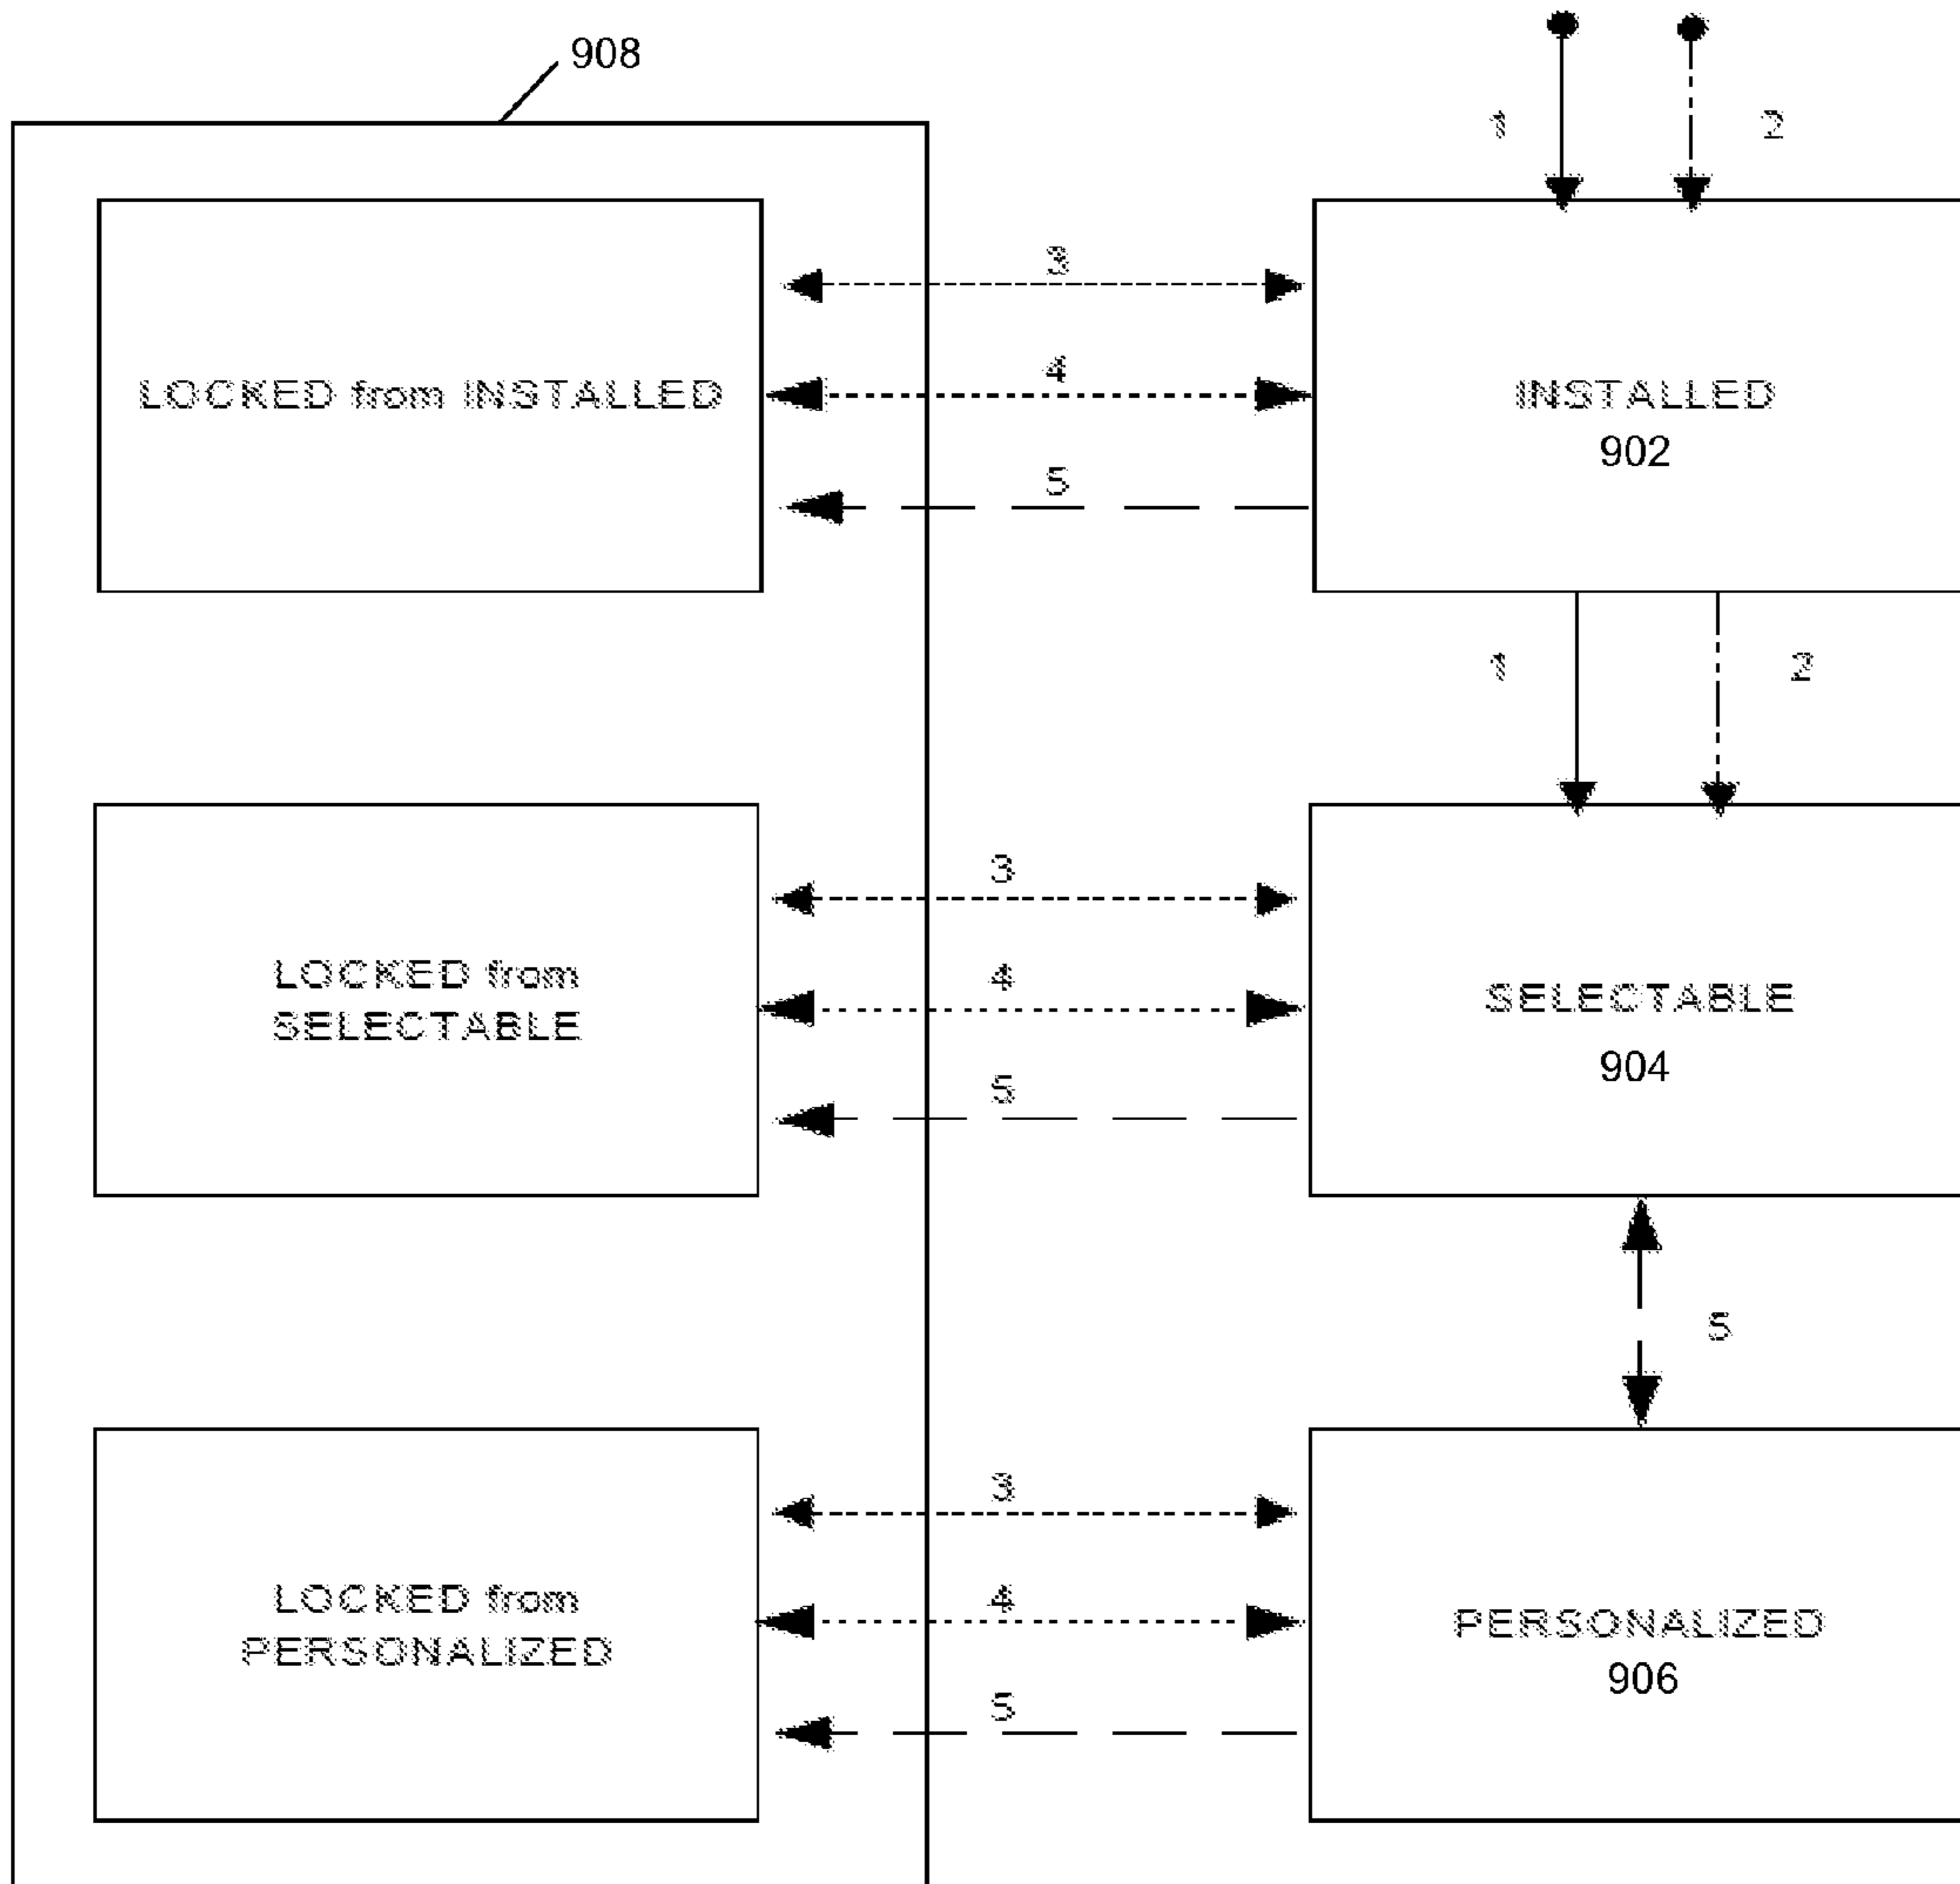 908
1
2
3
4
5
LOCKED from INSTALLED
INSTALLED
902
1
2
3
4
5
LOCKED from
SELECTABLE
SELECTABLE
904
5
3
4
5
LOCKED from
PERSONALIZED
PERSONALIZED
906